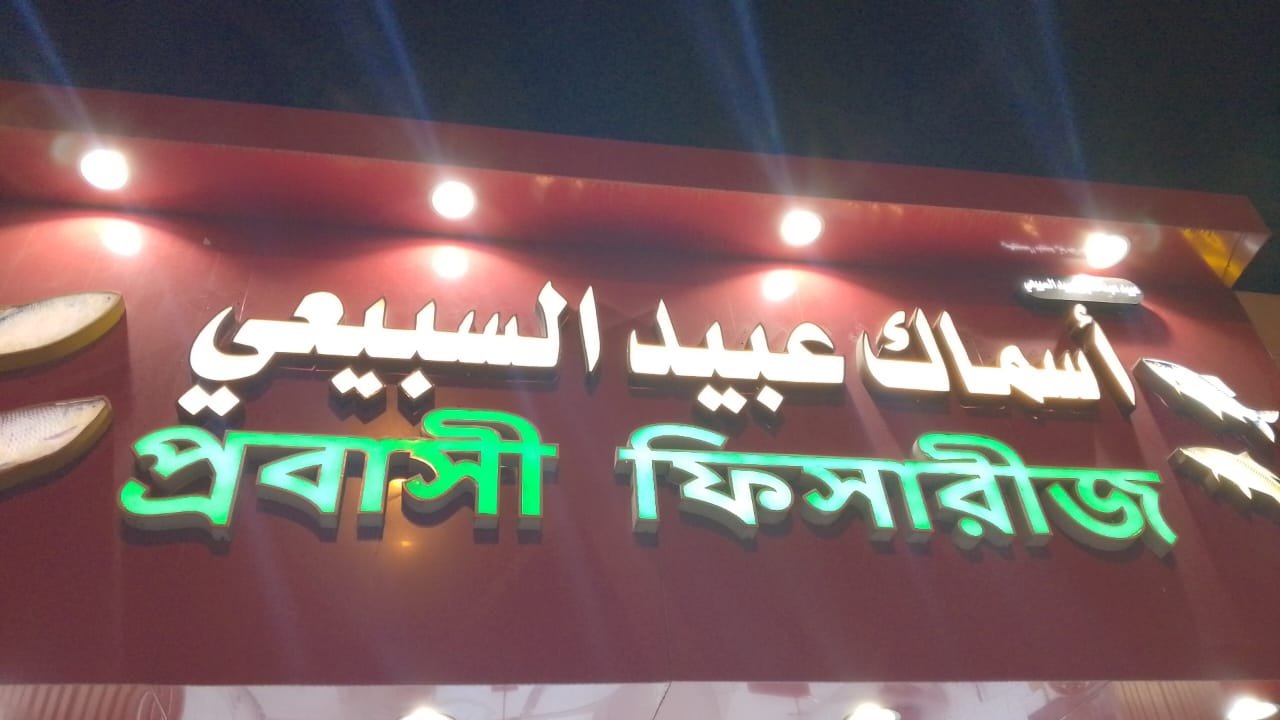 أسماك عبيد السبيعي
প্রবাসী ফিসারীজ